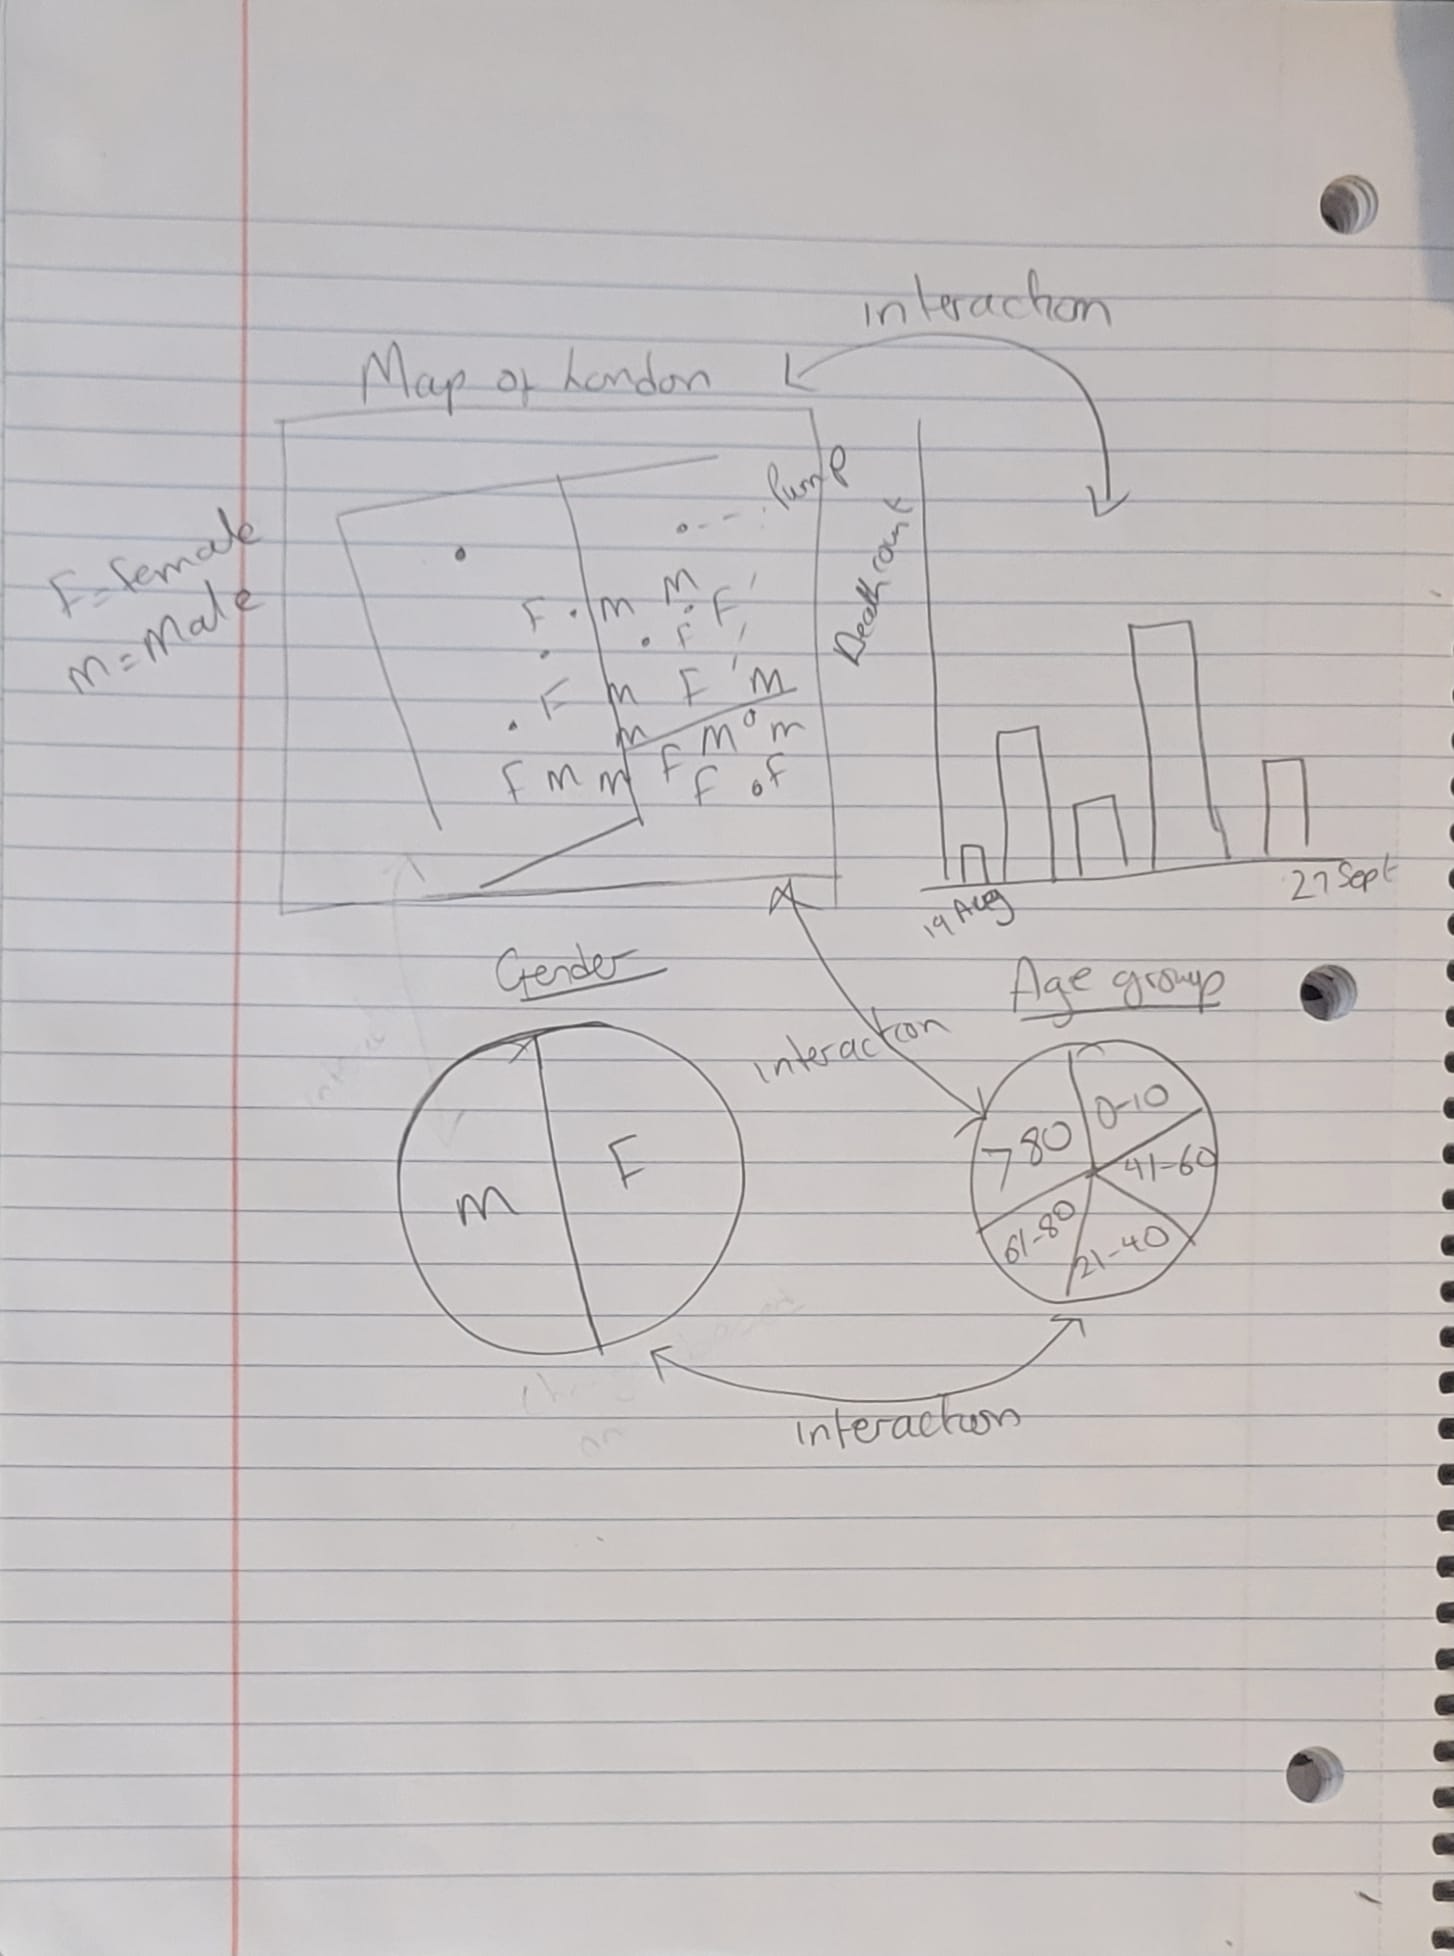 interaction
Map of London
Pump
F = female
m = Male
F m M F
F
F m F M
m M m
F m m F F F
Death count
19 Aug
27 Sept
Gender
m F
interaction
Age group
0-10
>80
41-60
61-80
21-40
interaction